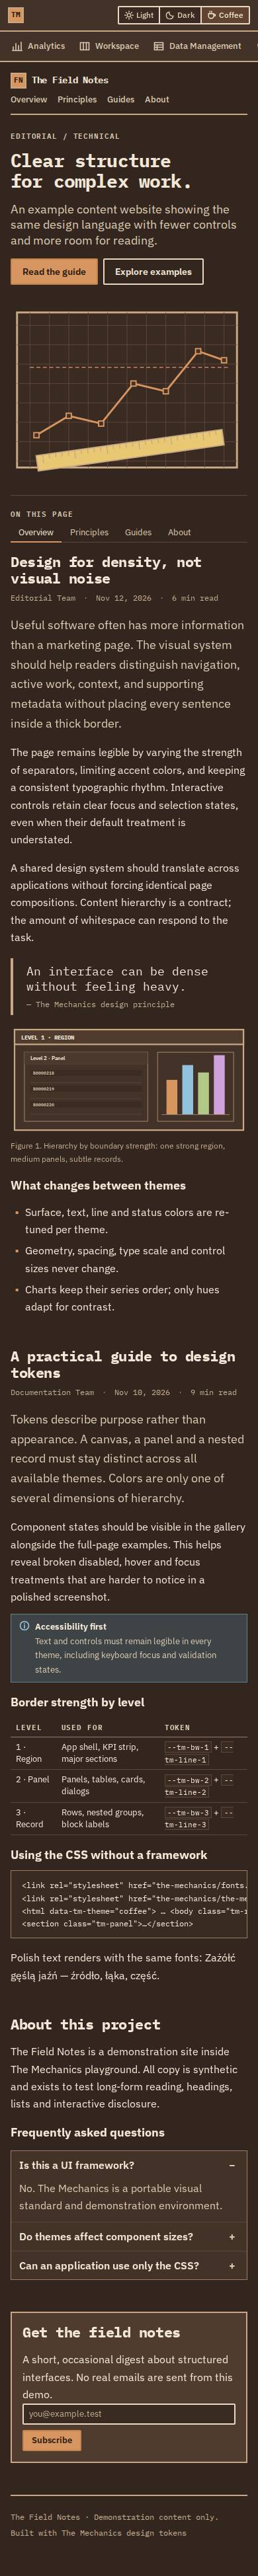 TM Light Dark Coffee
Analytics Workspace Data Management
FN The Field Notes
Overview Principles Guides About
EDITORIAL / TECHNICAL
Clear structure
for complex work.
An example content website showing the
same design language with fewer controls
and more room for reading.
Read the guide Explore examples
ON THIS PAGE
Overview Principles Guides About
Design for density, not
visual noise
Editorial Team · Nov 12, 2026 · 6 min read
Useful software often has more information
than a marketing page. The visual system
should help readers distinguish navigation,
active work, context, and supporting
metadata without placing every sentence
inside a thick border.
The page remains legible by varying the strength
of separators, limiting accent colors, and keeping
a consistent typographic rhythm. Interactive
controls retain clear focus and selection states,
even when their default treatment is
understated.
A shared design system should translate across
applications without forcing identical page
compositions. Content hierarchy is a contract;
the amount of whitespace can respond to the
task.
An interface can be dense
without feeling heavy.
— The Mechanics design principle
LEVEL 1 · REGION
Level 2 · Panel
Figure 1. Hierarchy by boundary strength: one strong region,
medium panels, subtle records.
What changes between themes
▪ Surface, text, line and status colors are re-
tuned per theme.
▪ Geometry, spacing, type scale and control
sizes never change.
▪ Charts keep their series order; only hues
adapt for contrast.
A practical guide to design
tokens
Documentation Team · Nov 10, 2026 · 9 min read
Tokens describe purpose rather than
appearance. A canvas, a panel and a nested
record must stay distinct across all
available themes. Colors are only one of
several dimensions of hierarchy.
Component states should be visible in the gallery
alongside the full-page examples. This helps
reveal broken disabled, hover and focus
treatments that are harder to notice in a
polished screenshot.
Accessibility first
Text and controls must remain legible in every
theme, including keyboard focus and validation
states.
Border strength by level
LEVEL USED FOR TOKEN
1 · Region App shell, KPI strip, major sections --tm-bw-1 + --tm-line-1
2 · Panel Panels, tables, cards, dialogs --tm-bw-2 + --tm-line-2
3 · Record Rows, nested groups, block labels --tm-bw-3 + --tm-line-3
Using the CSS without a framework
<link rel="stylesheet" href="the-mechanics/fonts.
<link rel="stylesheet" href="the-mechanics/the-me
<html data-tm-theme="coffee"> … <body class="tm-r
<section class="tm-panel">…</section>
Polish text renders with the same fonts: Zażółć
gęślą jaźń — źródło, łąka, część.
About this project
The Field Notes is a demonstration site inside
The Mechanics playground. All copy is synthetic
and exists to test long-form reading, headings,
lists and interactive disclosure.
Frequently asked questions
Is this a UI framework? −
No. The Mechanics is a portable visual
standard and demonstration environment.
Do themes affect component sizes? +
Can an application use only the CSS? +
Get the field notes
A short, occasional digest about structured
interfaces. No real emails are sent from this
demo.
you@example.test
Subscribe
The Field Notes · Demonstration content only.
Built with The Mechanics design tokens